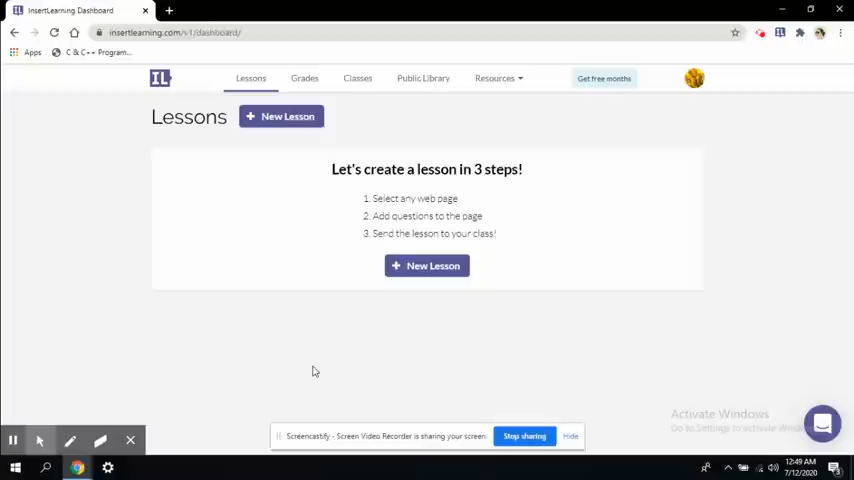 InsertLearning Dashboard
insertlearning.com/v1/dashboard/
Apps C & C++ Program...
IL Lessons Grades Classes Public Library Resources Get free months
Lessons + New Lesson
Let's create a lesson in 3 steps!
1. Select any web page
2. Add questions to the page
3. Send the lesson to your class!
+ New Lesson
Activate Windows
Go to Settings to activate Win
Screencastify - Screen Video Recorder is sharing your screen. Stop sharing Hide
12:49 AM
7/12/2020